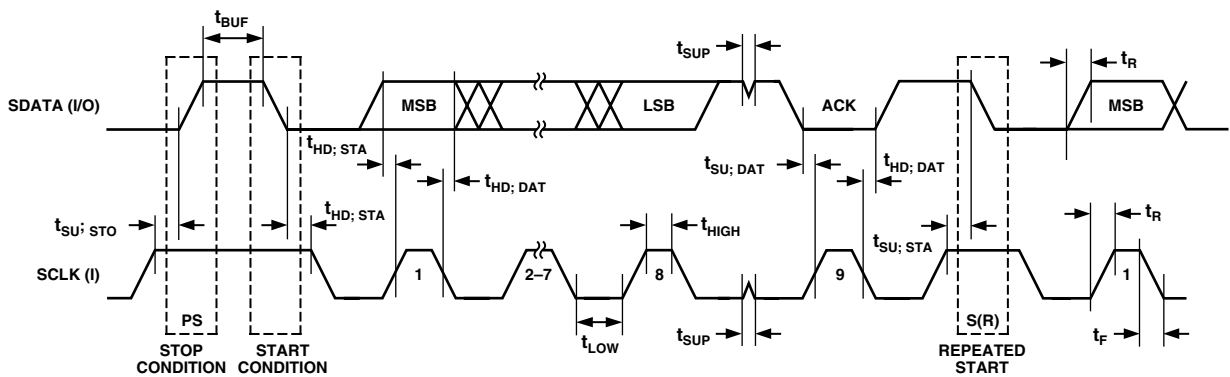 tBUF
tSUP
tR
SDATA (I/O)
MSB
LSB
ACK
MSB
tHD; STA
tSU; DAT
tHD; DAT
tHD; DAT
tSU; STO
tHD; STA
tHIGH
tSU; STA
tR
SCLK (I)
1
2–7
8
9
1
PS
S(R)
tLOW
tSUP
tF
STOP
CONDITION
START
CONDITION
REPEATED
START